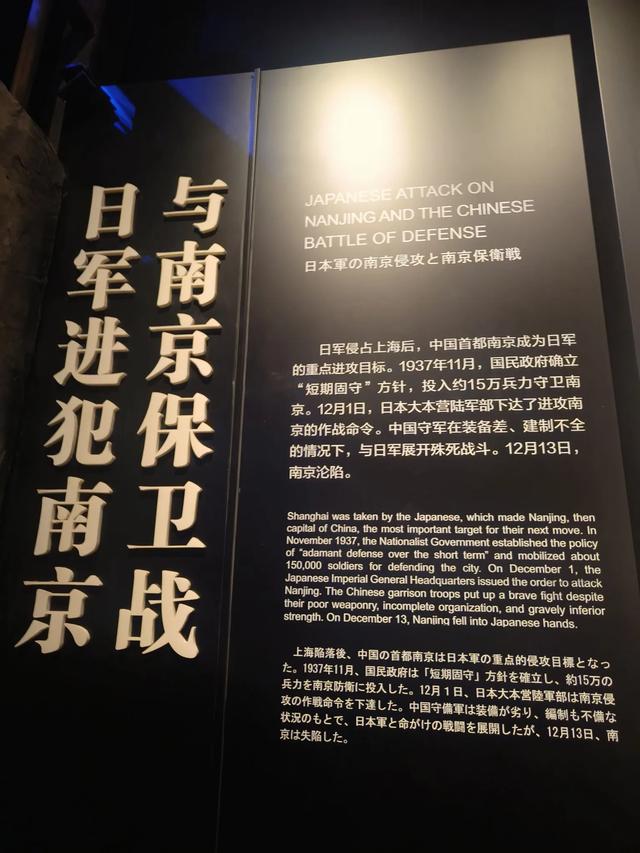 日军进犯南京
与南京保卫战
JAPANESE ATTACK ON
NANJING AND THE CHINESE
BATTLE OF DEFENSE
日本軍の南京侵攻と南京保衛戦
日军侵占上海后，中国首都南京成为日军
的重点进攻目标。1937年11月，国民政府确立
“短期固守”方针，投入约15万兵力守卫南
京。12月1日，日本大本营陆军部下达了进攻南
京的作战命令。中国守军在装备差、建制不全
的情况下，与日军展开殊死战斗。12月13日，
南京沦陷。
Shanghai was taken by the Japanese, which made Nanjing, then
capital of China, the most important target for their next move. In
November 1937, the Nationalist Government established the policy
of “adamant defense over the short term” and mobilized about
150,000 soldiers for defending the city. On December 1, the
Japanese Imperial General Headquarters issued the order to attack
Nanjing. The Chinese garrison troops put up a brave fight despite
their poor weaponry, incomplete organization, and gravely inferior
strength. On December 13, Nanjing fell into Japanese hands.
上海陥落後、中国の首都南京は日本軍の重点的侵攻目標となっ
た。1937年11月、国民政府は「短期固守」方針を確立し、約15万の
兵力を南京防衛に投入した。12月1日、日本大本営陸軍部は南京侵
攻の作戦命令を下達した。中国守備軍は装備が劣り、編制も不備な
状況のもとで、日本軍と命がけの戦闘を展開したが、12月13日、南
京は失陥した。